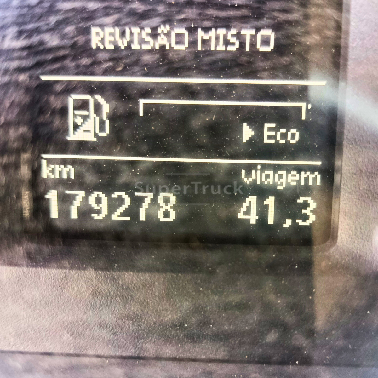 REVISÃO MISTO
Eco
km viagem
SuperTruck
179278 41,3